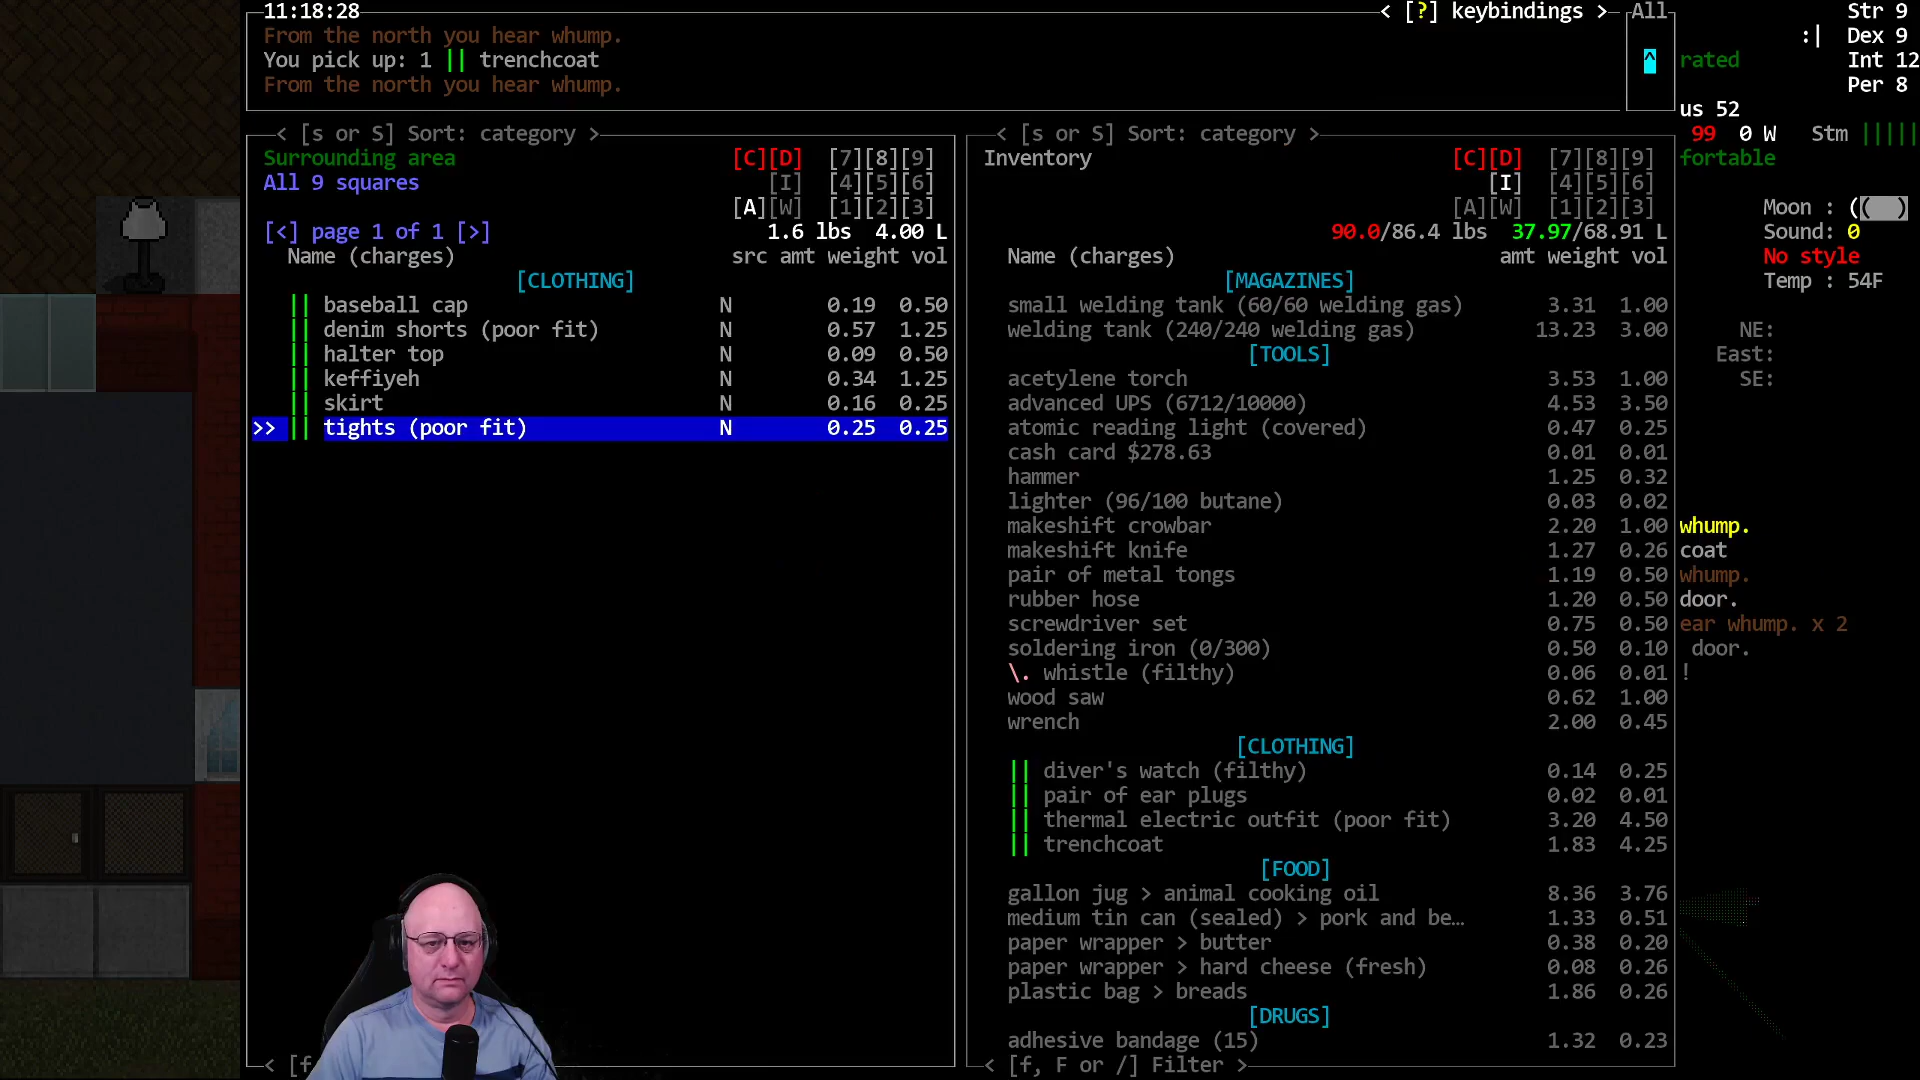 11:18:28
< [?] keybindings >
All
Str 9
From the north you hear whump.
:|
Dex 9
You pick up: 1 || trenchcoat
^
rated
Int 12
From the north you hear whump.
Per 8
us 52
< [s or S] Sort: category >
< [s or S] Sort: category >
99 0 W Stm |||||
Surrounding area
[C][D] [7][8][9]
Inventory
[C][D] [7][8][9]
fortable
All 9 squares
[I] [4][5][6]
[I] [4][5][6]
[A][W] [1][2][3]
[A][W] [1][2][3]
Moon : (( )
[<] page 1 of 1 [>]
1.6 lbs 4.00 L
90.0/86.4 lbs 37.97/68.91 L
Sound: 0
Name (charges) src amt weight vol
Name (charges) amt weight vol
No style
[CLOTHING]
[MAGAZINES]
Temp : 54F
|| baseball cap N 0.19 0.50
small welding tank (60/60 welding gas) 3.31 1.00
|| denim shorts (poor fit) N 0.57 1.25
welding tank (240/240 welding gas) 13.23 3.00
NE:
|| halter top N 0.09 0.50
[TOOLS]
East:
|| keffiyeh N 0.34 1.25
acetylene torch 3.53 1.00
SE:
|| skirt N 0.16 0.25
advanced UPS (6712/10000) 4.53 3.50
>> || tights (poor fit) N 0.25 0.25
atomic reading light (covered) 0.47 0.25
cash card $278.63 0.01 0.01
hammer 1.25 0.32
lighter (96/100 butane) 0.03 0.02
makeshift crowbar 2.20 1.00
whump.
makeshift knife 1.27 0.26
coat
pair of metal tongs 1.19 0.50
whump.
rubber hose 1.20 0.50
door.
screwdriver set 0.75 0.50
ear whump. x 2
soldering iron (0/300) 0.50 0.10
door.
\. whistle (filthy) 0.06 0.01
!
wood saw 0.62 1.00
wrench 2.00 0.45
[CLOTHING]
|| diver's watch (filthy) 0.14 0.25
|| pair of ear plugs 0.02 0.01
|| thermal electric outfit (poor fit) 3.20 4.50
|| trenchcoat 1.83 4.25
[FOOD]
gallon jug > animal cooking oil 8.36 3.76
medium tin can (sealed) > pork and be… 1.33 0.51
paper wrapper > butter 0.38 0.20
paper wrapper > hard cheese (fresh) 0.08 0.26
plastic bag > breads 1.86 0.26
[DRUGS]
adhesive bandage (15) 1.32 0.23
< [f
< [f, F or /] Filter >